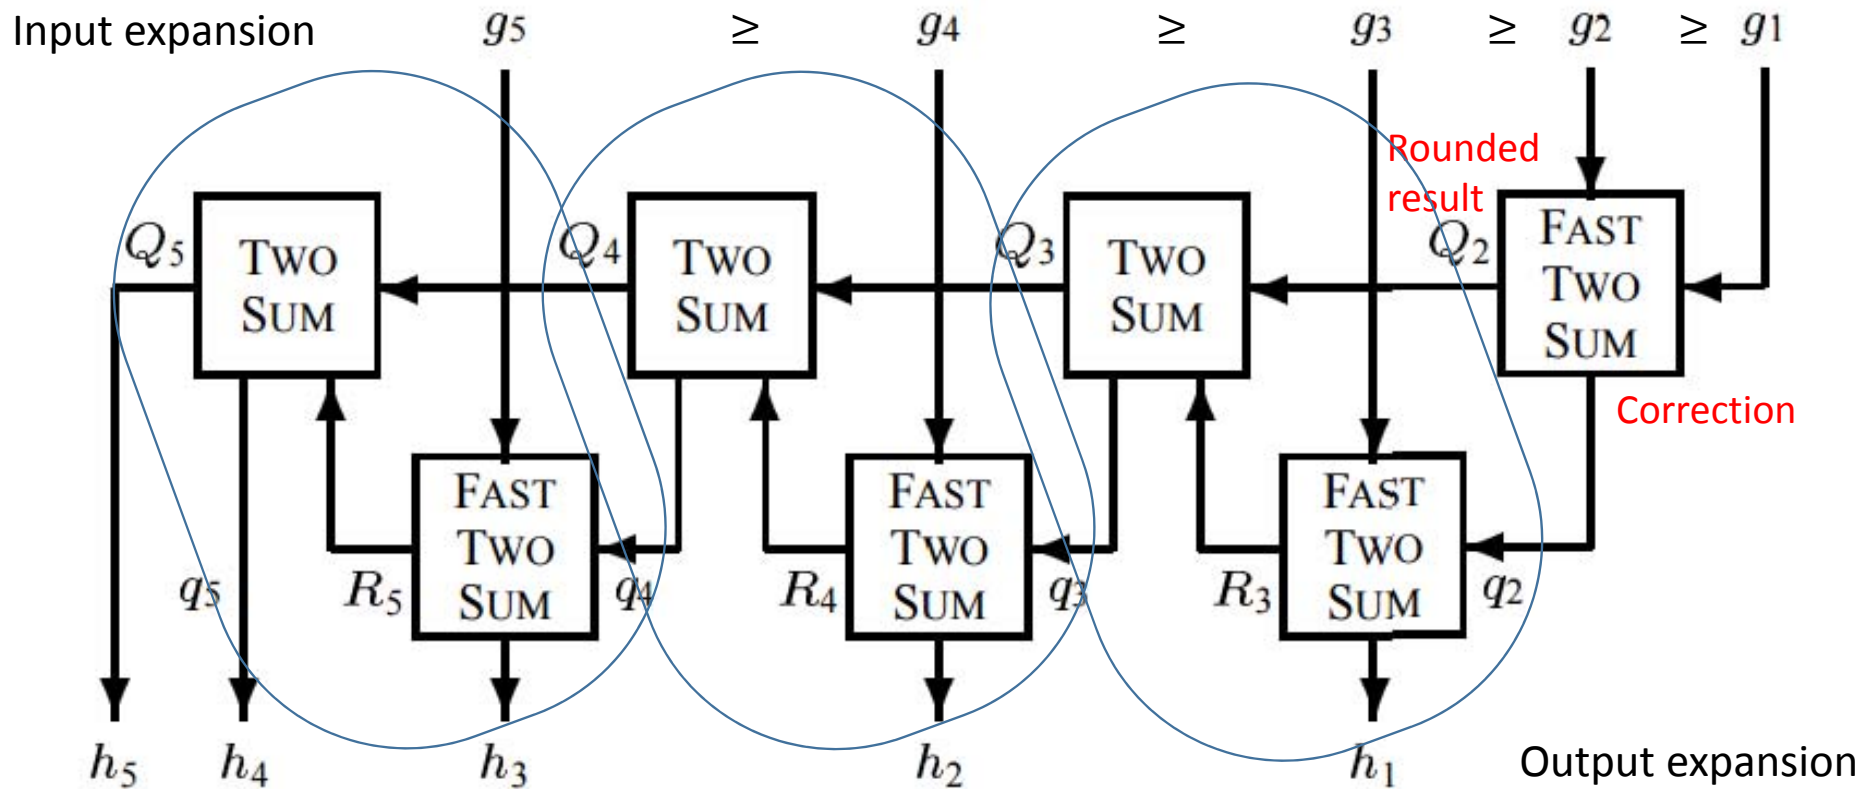 Input expansion g5 ≥ g4 ≥ g3 ≥ g2 ≥ g1
Rounded
result
Q5 TWO
SUM
Q4 TWO
SUM
Q3 TWO
SUM
Q2 FAST
TWO
SUM
Correction
q5 R5 FAST
TWO
SUM
q4 R4 FAST
TWO
SUM
q3 R3 FAST
TWO
SUM
q2
h5 h4 h3 h2 h1 Output expansion